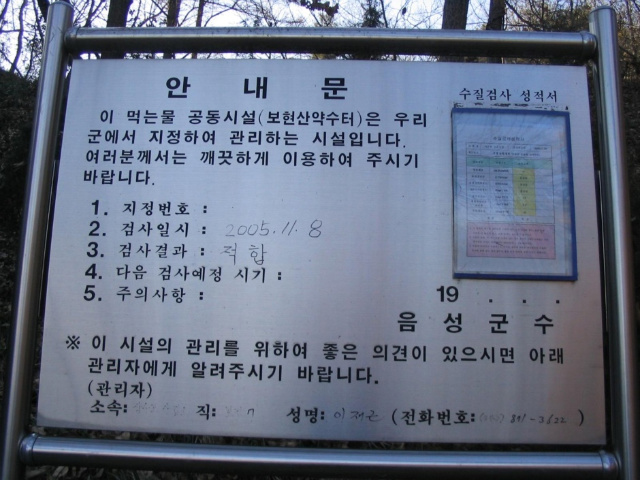 안 내 문
수질검사 성적서
이 먹는물 공동시설(보현산약수터)은 우리
군에서 지정하여 관리하는 시설입니다.
여러분께서는 깨끗하게 이용하여 주시기
바랍니다.
1. 지정번호 :
2. 검사일시 : 2005. 11. 8
3. 검사결과 : 적합
4. 다음 검사예정 시기 :
5. 주의사항 :
19 . . .
음 성 군 수
※ 이 시설의 관리를 위하여 좋은 의견이 있으시면 아래
관리자에게 알려주시기 바랍니다.
(관리자)
소속: 직: 성명: 이재근 (전화번호: )